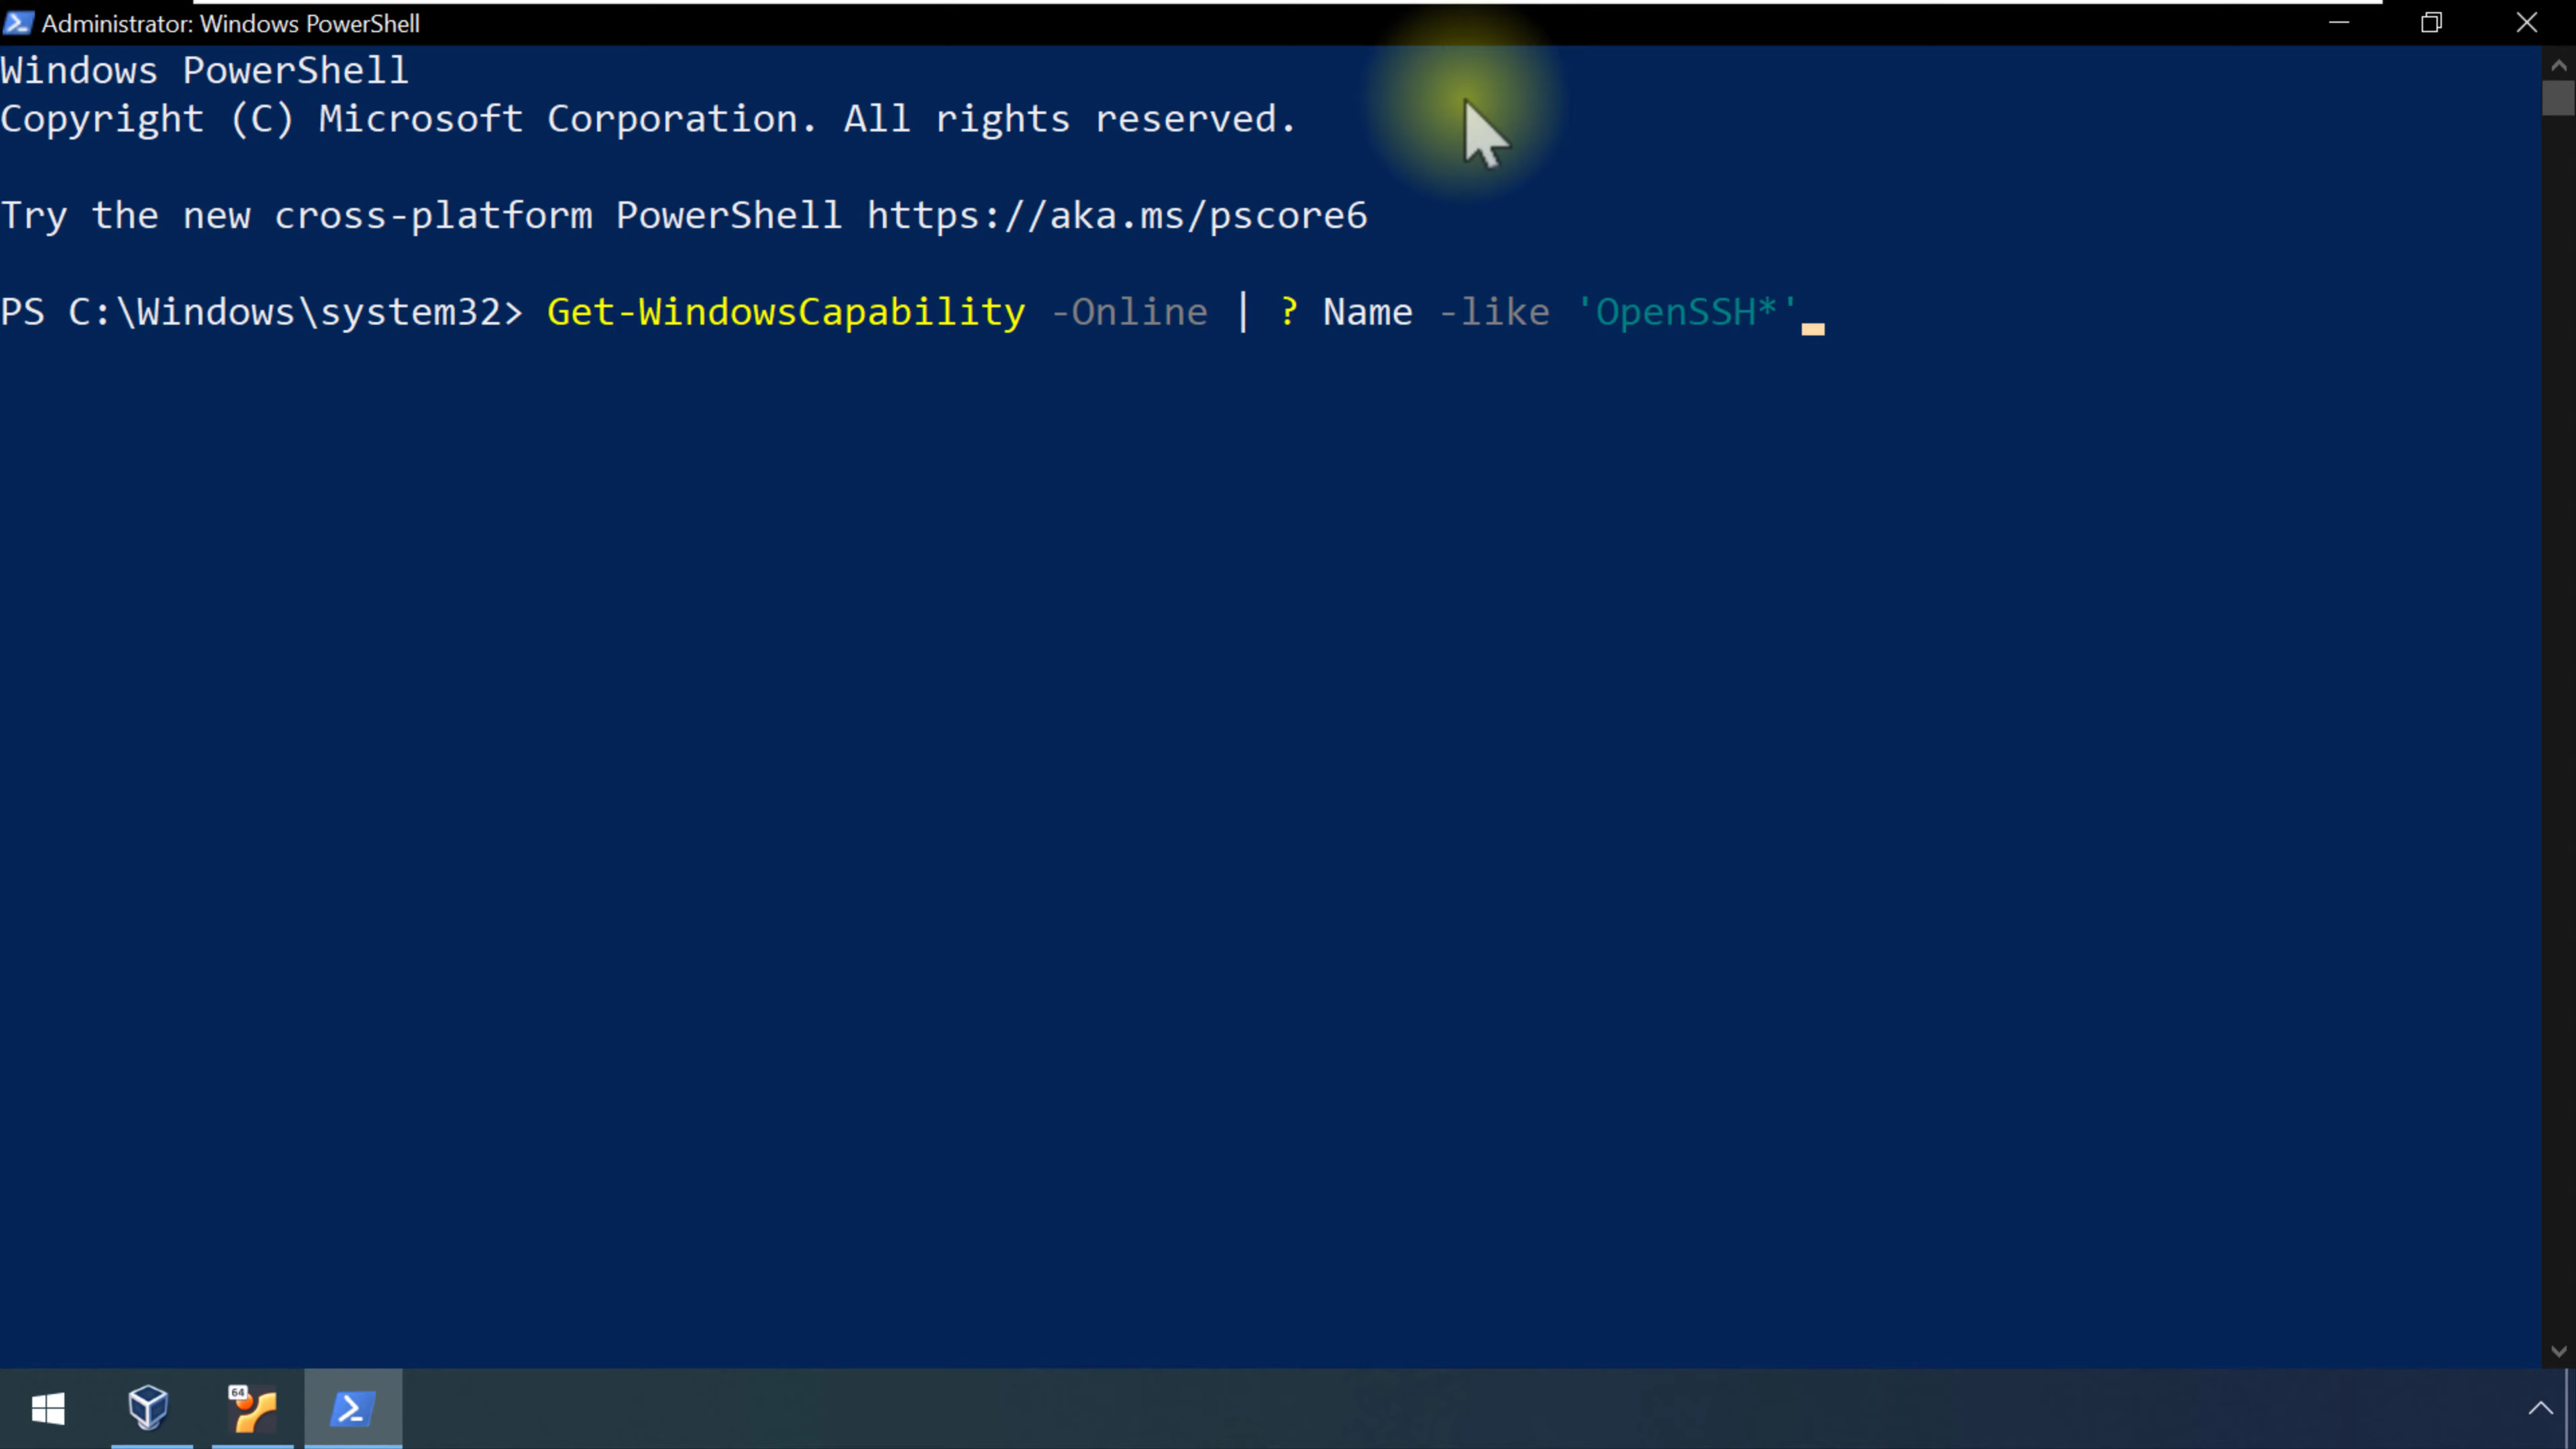 Administrator: Windows PowerShell
Windows PowerShell
Copyright (C) Microsoft Corporation. All rights reserved.
Try the new cross-platform PowerShell https://aka.ms/pscore6
PS C:\Windows\system32> Get-WindowsCapability -Online | ? Name -like 'OpenSSH*'
64